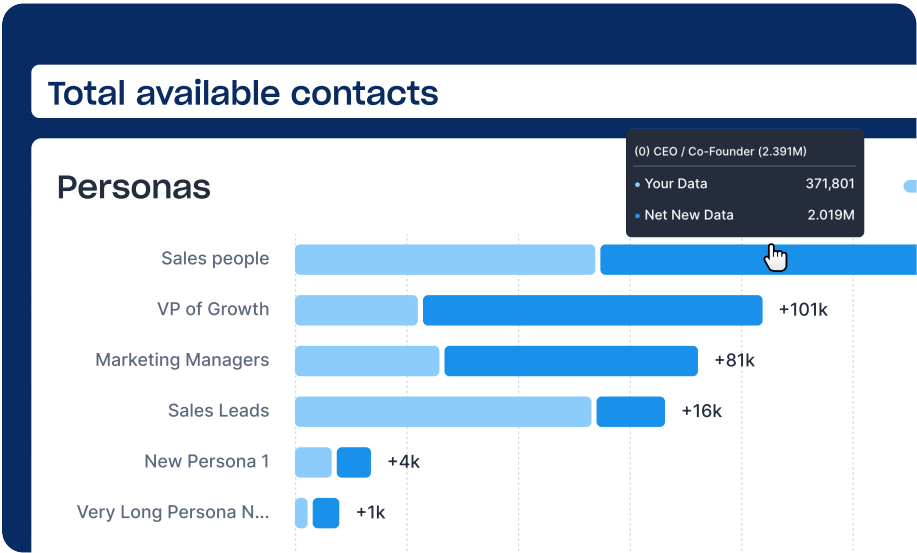 Total available contacts
(0) CEO / Co-Founder (2.391M)
Your Data 371,801
Net New Data 2.019M
Personas
Sales people
VP of Growth +101k
Marketing Managers +81k
Sales Leads +16k
New Persona 1 +4k
Very Long Persona N... +1k